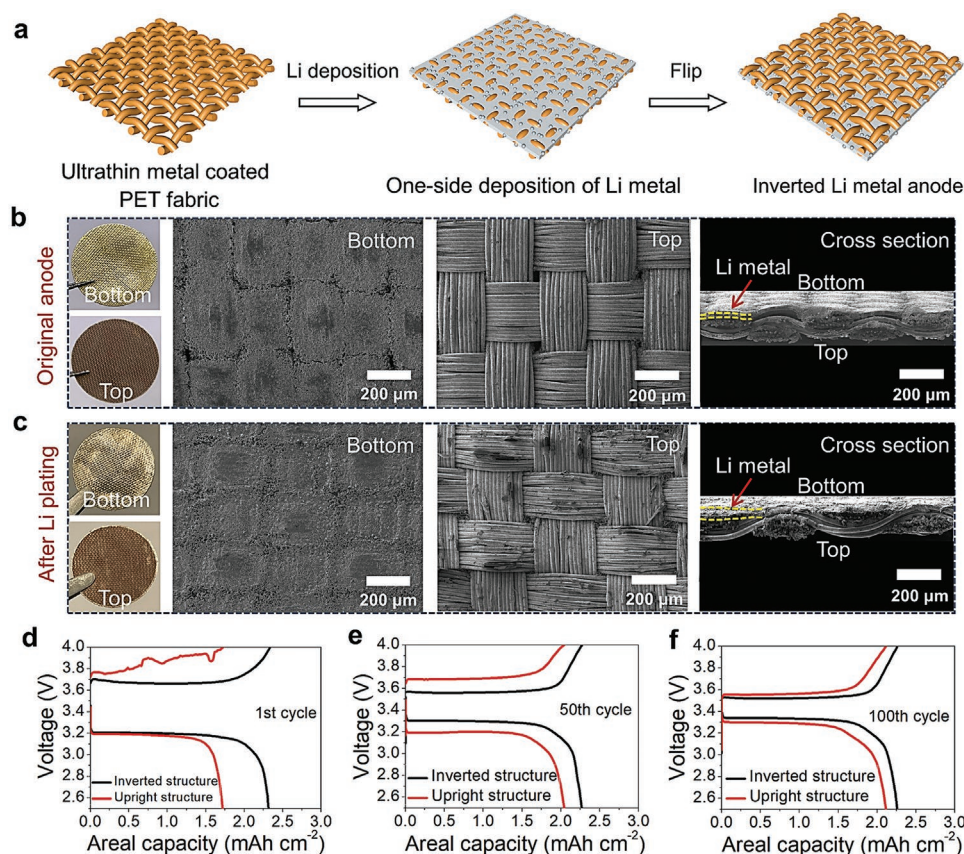 a
Li deposition
Flip
Ultrathin metal coated
PET fabric
One-side deposition of Li metal
Inverted Li metal anode
b
Original anode
Bottom
Top
Bottom
200 µm
Top
200 µm
Cross section
Li metal
Bottom
Top
200 µm
c
After Li plating
Bottom
Top
Bottom
200 µm
Top
200 µm
Cross section
Li metal
Bottom
Top
200 µm
d
Voltage (V)
4.0
3.8
3.6
3.4
3.2
3.0
2.8
2.6
1st cycle
Inverted structure
Upright structure
0.0 0.5 1.0 1.5 2.0 2.5 3.0
Areal capacity (mAh cm⁻²)
e
Voltage (V)
4.0
3.6
3.2
2.8
50th cycle
Inverted structure
Upright structure
0.0 0.5 1.0 1.5 2.0 2.5 3.0
Areal capacity (mAh cm⁻²)
f
Voltage (V)
4.0
3.8
3.6
3.4
3.2
3.0
2.8
2.6
100th cycle
Inverted structure
Upright structure
0.0 0.5 1.0 1.5 2.0 2.5 3.0
Areal capacity (mAh cm⁻²)